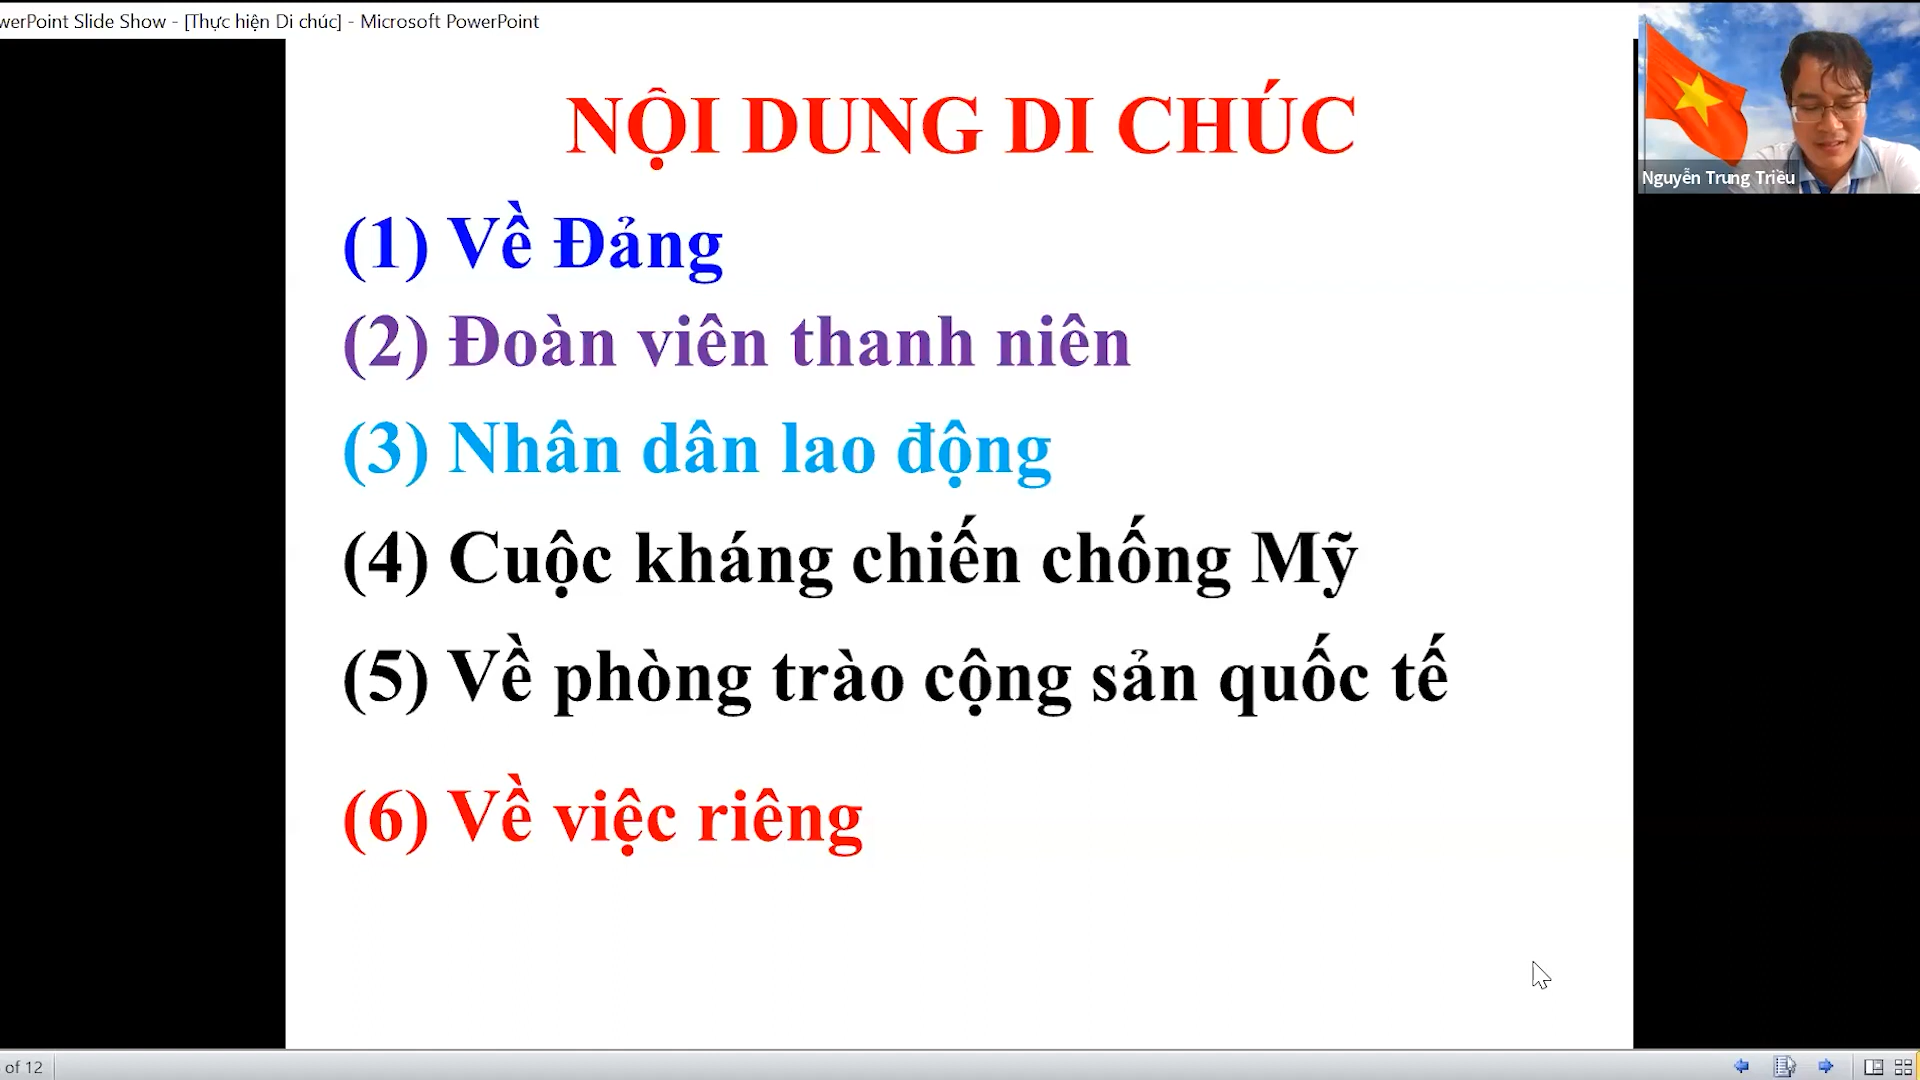 werPoint Slide Show - [Thực hiện Di chúc] - Microsoft PowerPoint
NỘI DUNG DI CHÚC
Nguyễn Trung Triều
(1) Về Đảng
(2) Đoàn viên thanh niên
(3) Nhân dân lao động
(4) Cuộc kháng chiến chống Mỹ
(5) Về phòng trào cộng sản quốc tế
(6) Về việc riêng
of 12